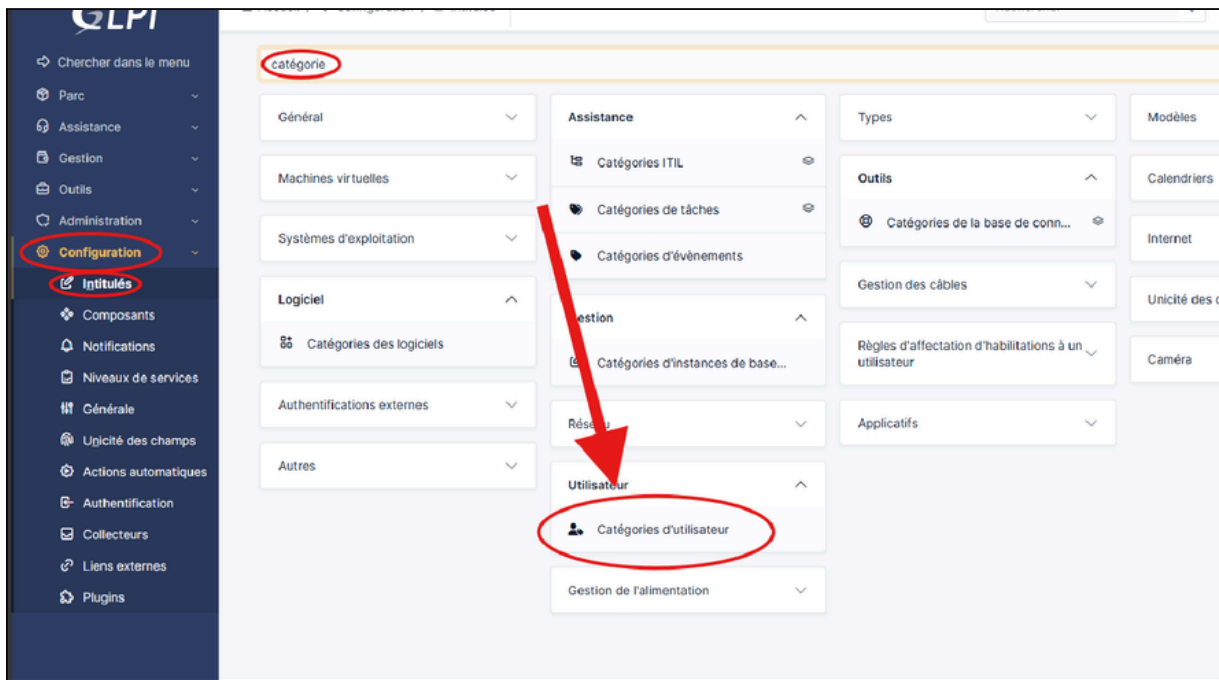 GLPI
Chercher dans le menu
Parc
Assistance
Gestion
Outils
Administration
Configuration
Intitulés
Composants
Notifications
Niveaux de services
Générale
Unicité des champs
Actions automatiques
Authentification
Collecteurs
Liens externes
Plugins
catégorie
Général
Machines virtuelles
Systèmes d'exploitation
Logiciel
Catégories des logiciels
Authentifications externes
Autres
Assistance
Catégories ITIL
Catégories de tâches
Catégories d'évènements
estion
Catégories d'instances de base...
Rés u
Utilisateur
Catégories d'utilisateur
Gestion de l'alimentation
Types
Outils
Catégories de la base de conn...
Gestion des câbles
Règles d'affectation d'habilitations à un
utilisateur
Applicatifs
Modèles
Calendriers
Internet
Unicité des
Caméra